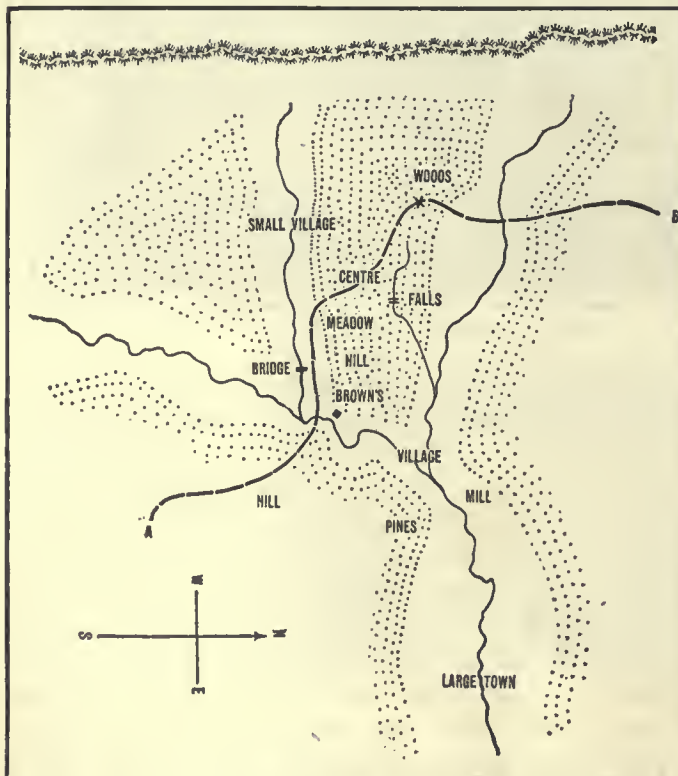 WOODS
B
SMALL VILLAGE
CENTRE
FALLS
MEADOW
HILL
BRIDGE
BROWN'S
VILLAGE
HILL
MILL
PINES
A
W
S
N
E
LARGE TOWN